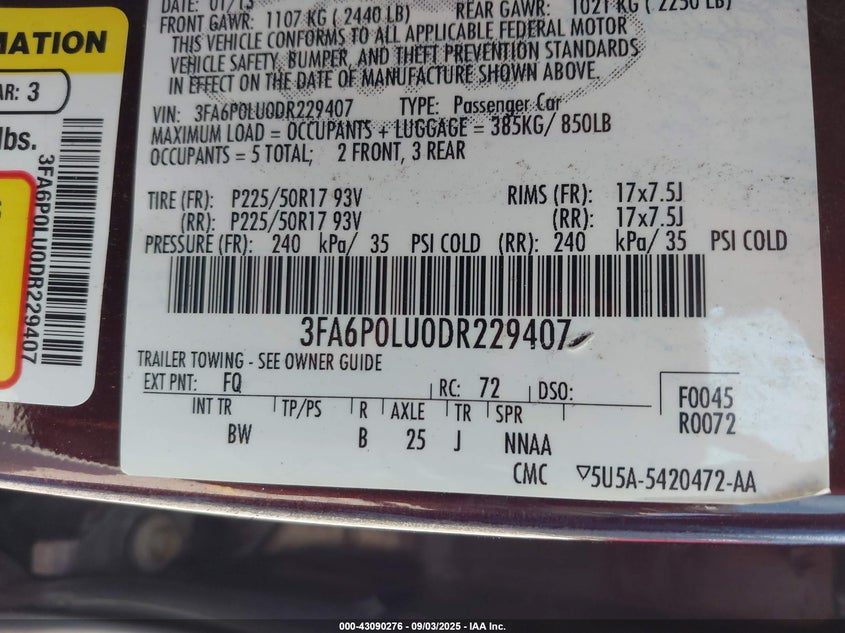 DATE: 01/13
FRONT GAWR: 1107 KG ( 2440 LB) REAR GAWR: 1021 KG ( 2250 LB)
THIS VEHICLE CONFORMS TO ALL APPLICABLE FEDERAL MOTOR
VEHICLE SAFETY, BUMPER, AND THEFT PREVENTION STANDARDS
IN EFFECT ON THE DATE OF MANUFACTURE SHOWN ABOVE.
VIN: 3FA6P0LU0DR229407 TYPE: Passenger Car
MAXIMUM LOAD = OCCUPANTS + LUGGAGE = 385KG/ 850LB
OCCUPANTS = 5 TOTAL; 2 FRONT, 3 REAR
TIRE (FR): P225/50R17 93V RIMS (FR): 17x7.5J
(RR): P225/50R17 93V (RR): 17x7.5J
PRESSURE (FR): 240 kPa/ 35 PSI COLD (RR): 240 kPa/ 35 PSI COLD
3FA6P0LU0DR229407
TRAILER TOWING - SEE OWNER GUIDE
EXT PNT: FQ RC: 72 DSO:
INT TR TP/PS R AXLE TR SPR
BW B 25 J NNAA
F0045
R0072
CMC ▽5U5A-5420472-AA
MATION
AR: 3
lbs.
S
3FA6P0LU0DR229407
000-43090276 - 09/03/2025 - IAA Inc.